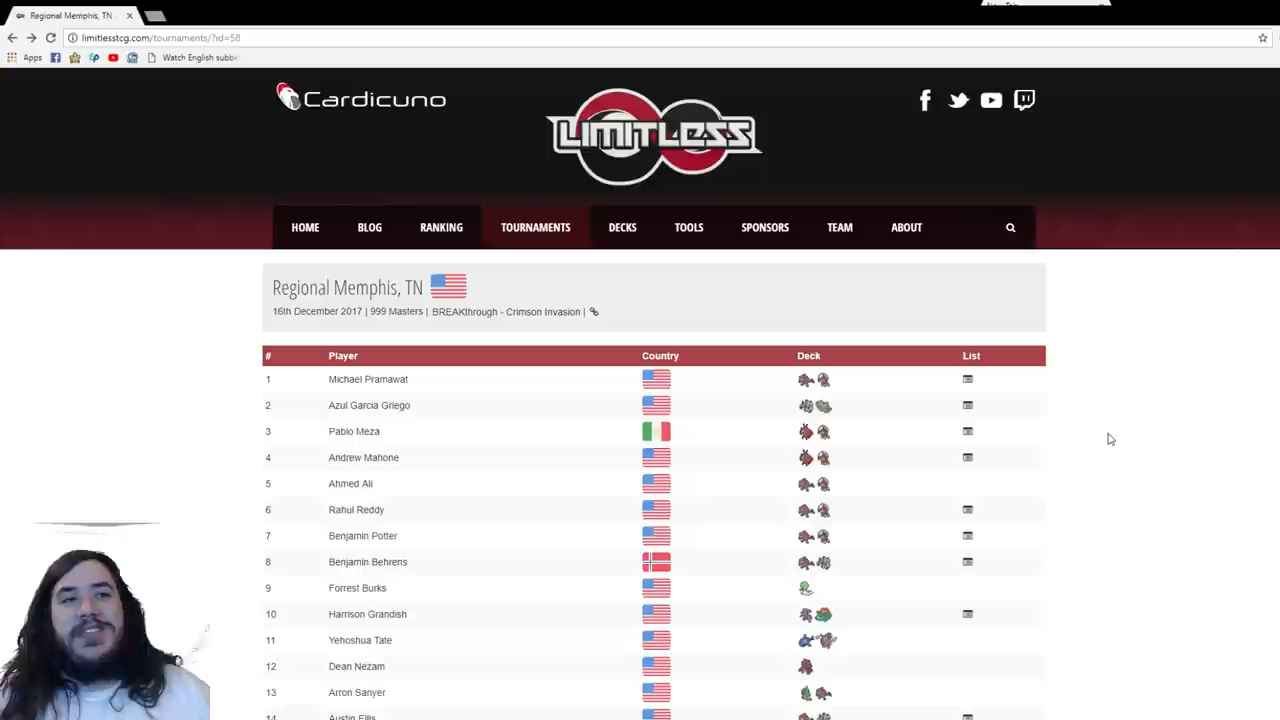 Regional Memphis, TN -
limitlesstcg.com/tournaments/?id=58
Apps
Watch English subbe
Cardicuno
LIMITLESS
HOME
BLOG
RANKING
TOURNAMENTS
DECKS
TOOLS
SPONSORS
TEAM
ABOUT
Regional Memphis, TN
16th December 2017 | 999 Masters | BREAKthrough - Crimson Invasion |
# Player Country Deck List
1 Michael Pramawat
2 Azul Garcia Griego
3 Pablo Meza
4 Andrew Mahone
5 Ahmed Ali
6 Rahul Reddy
7 Benjamin Potter
8 Benjamin Behrens
9 Forrest Burks
10 Harrison Grandish
11 Yehoshua Tate
12 Dean Nezam
13 Arron Sanyer
14 Austin Ellis